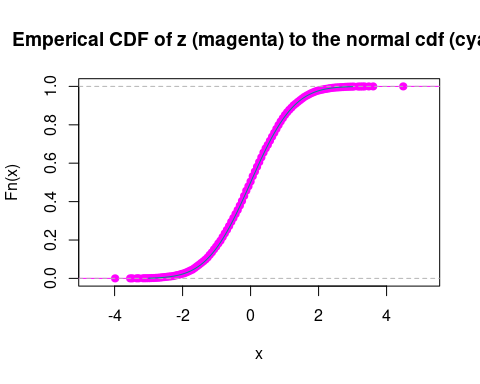 Emperical CDF of z (magenta) to the normal cdf (cya
Fn(x)
1.0
0.8
0.6
0.4
0.2
0.0
-4 -2 0 2 4
x